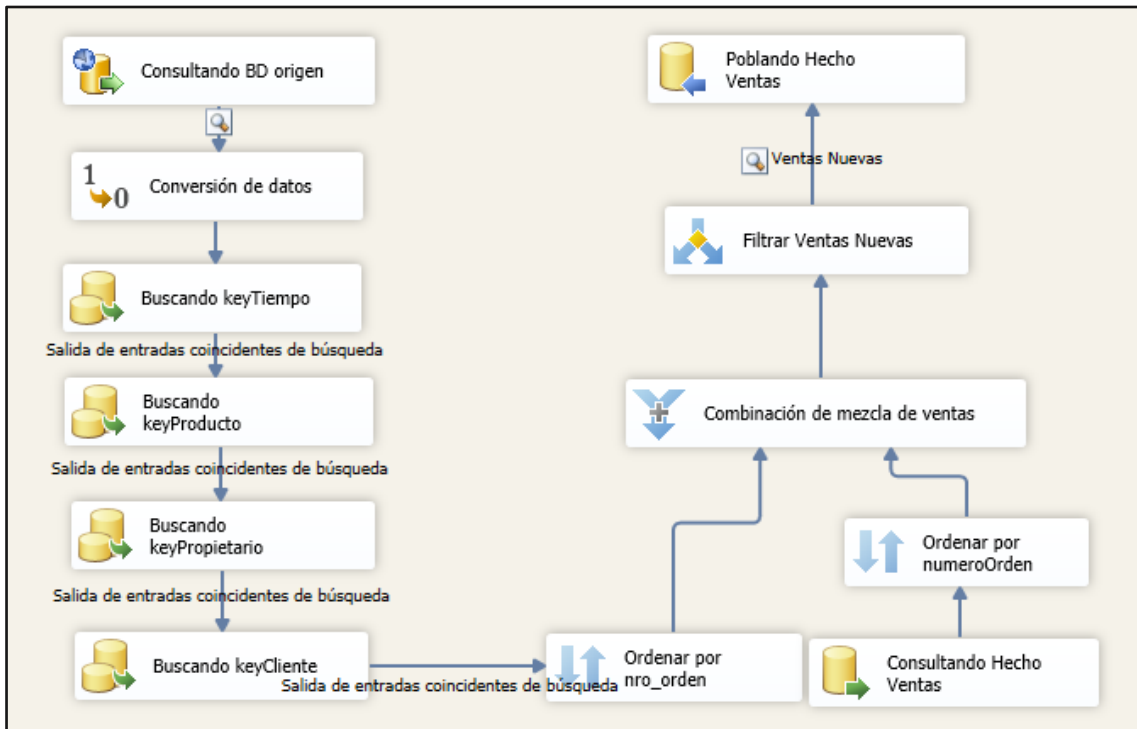 Consultando BD origen
1
0
Conversión de datos
Buscando keyTiempo
Salida de entradas coincidentes de búsqueda
Buscando
keyProducto
Salida de entradas coincidentes de búsqueda
Buscando
keyPropietario
Salida de entradas coincidentes de búsqueda
Buscando keyCliente
Salida de entradas coincidentes de búsqueda
Ordenar por
nro_orden
Poblando Hecho
Ventas
Ventas Nuevas
Filtrar Ventas Nuevas
Combinación de mezcla de ventas
Ordenar por
numeroOrden
Consultando Hecho
Ventas